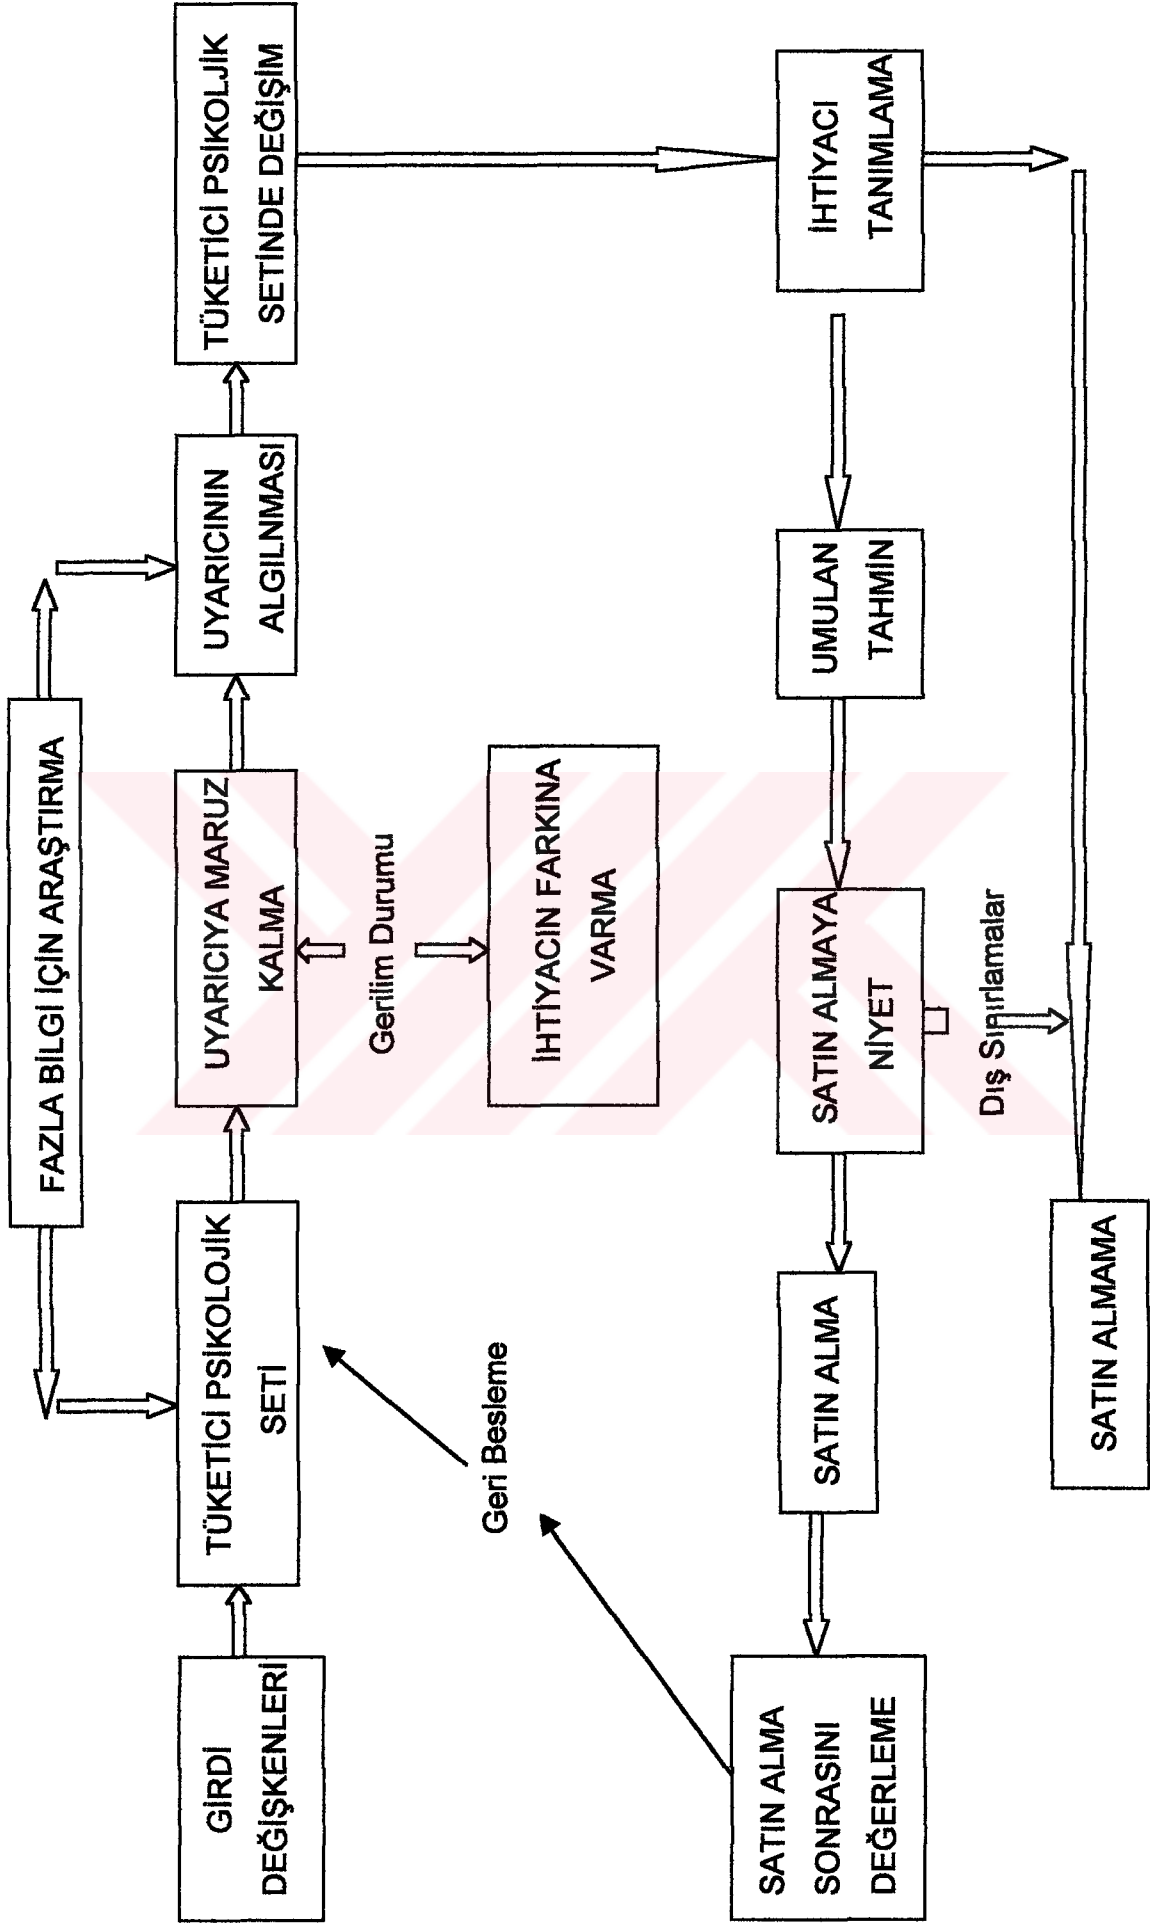 FAZLA BİLGİ İÇİN ARAŞTIRMA
GİRDİ
DEĞİŞKENLERİ
TÜKETİCİ PSİKOLOJİK
SETİ
UYARICIYA MARUZ
KALMA
UYARICININ
ALGILNMASI
TÜKETİCİ PSİKOLJİK
SETİNDE DEĞİŞİM
Gerilim Durumu
İHTİYACIN FARKINA
VARMA
Geri Besleme
SATIN ALMA
SONRASINI
DEĞERLEME
SATIN ALMA
SATIN ALMAYA
NİYET
UMULAN
TAHMİN
İHTİYACI
TANIMLAMA
Dış Sınırlamalar
SATIN ALMAMA